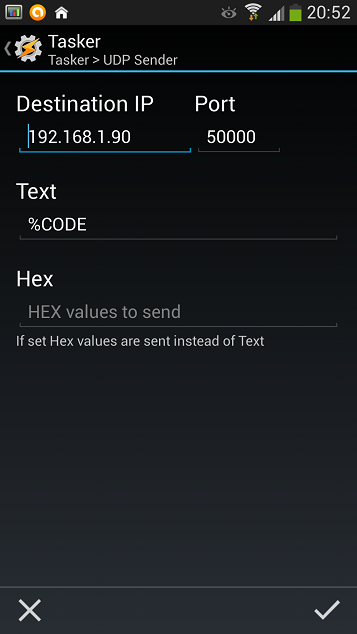 20:52
Tasker
Tasker > UDP Sender
Destination IP Port
192.168.1.90 50000
Text
%CODE
Hex
HEX values to send
If set Hex values are sent instead of Text